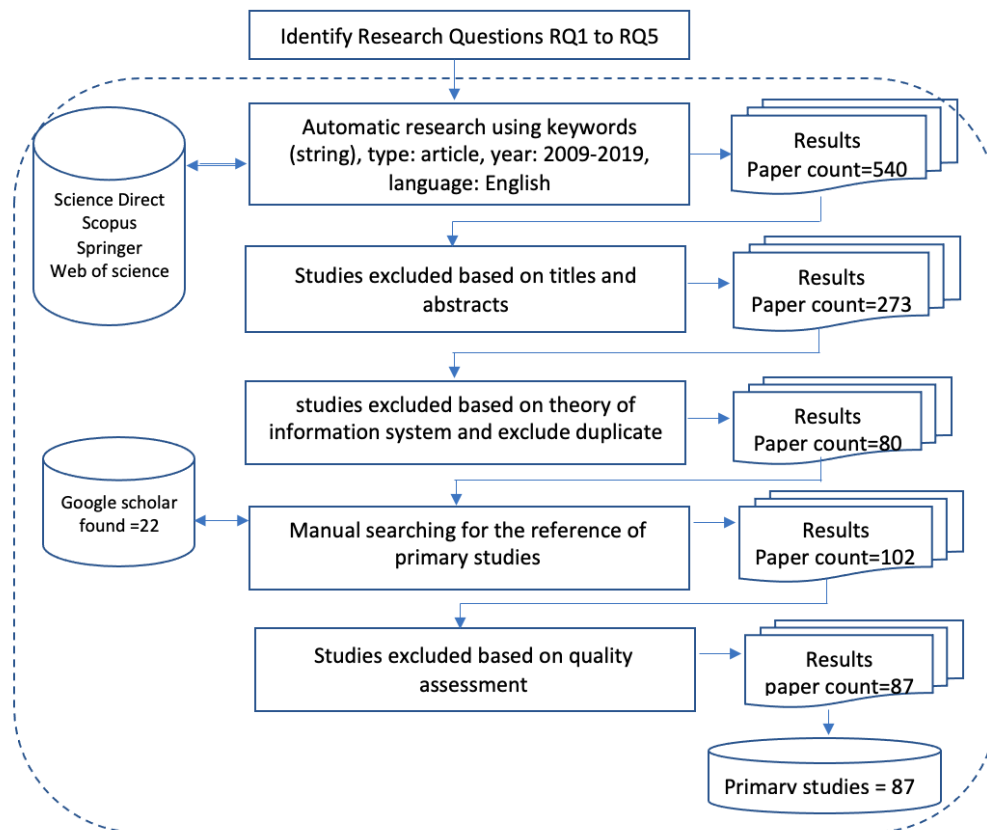 Identify Research Questions RQ1 to RQ5
Automatic research using keywords
(string), type: article, year: 2009-2019,
language: English
Results
Paper count=540
Science Direct
Scopus
Springer
Web of science
Studies excluded based on titles and
abstracts
Results
Paper count=273
studies excluded based on theory of
information system and exclude duplicate
Results
Paper count=80
Google scholar
found =22
Manual searching for the reference of
primary studies
Results
Paper count=102
Studies excluded based on quality
assessment
Results
paper count=87
Primary studies = 87